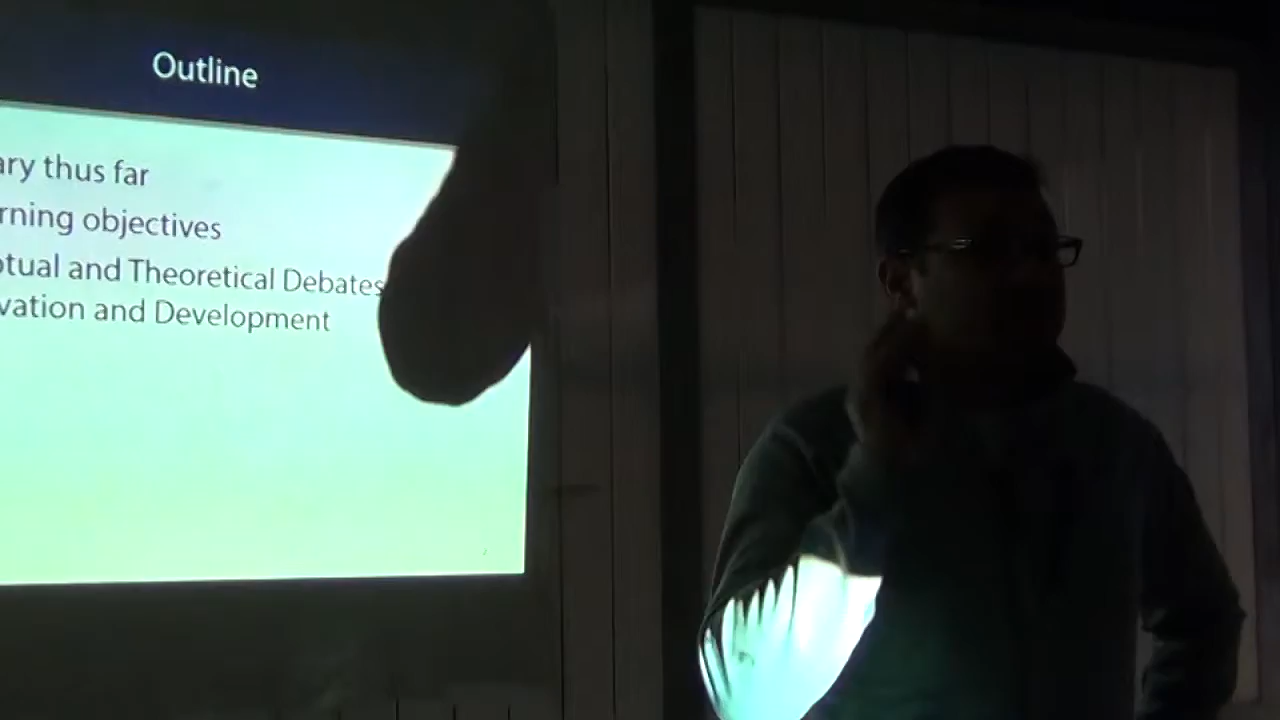 Outline
ary thus far
rning objectives
ptual and Theoretical Debates
vation and Development